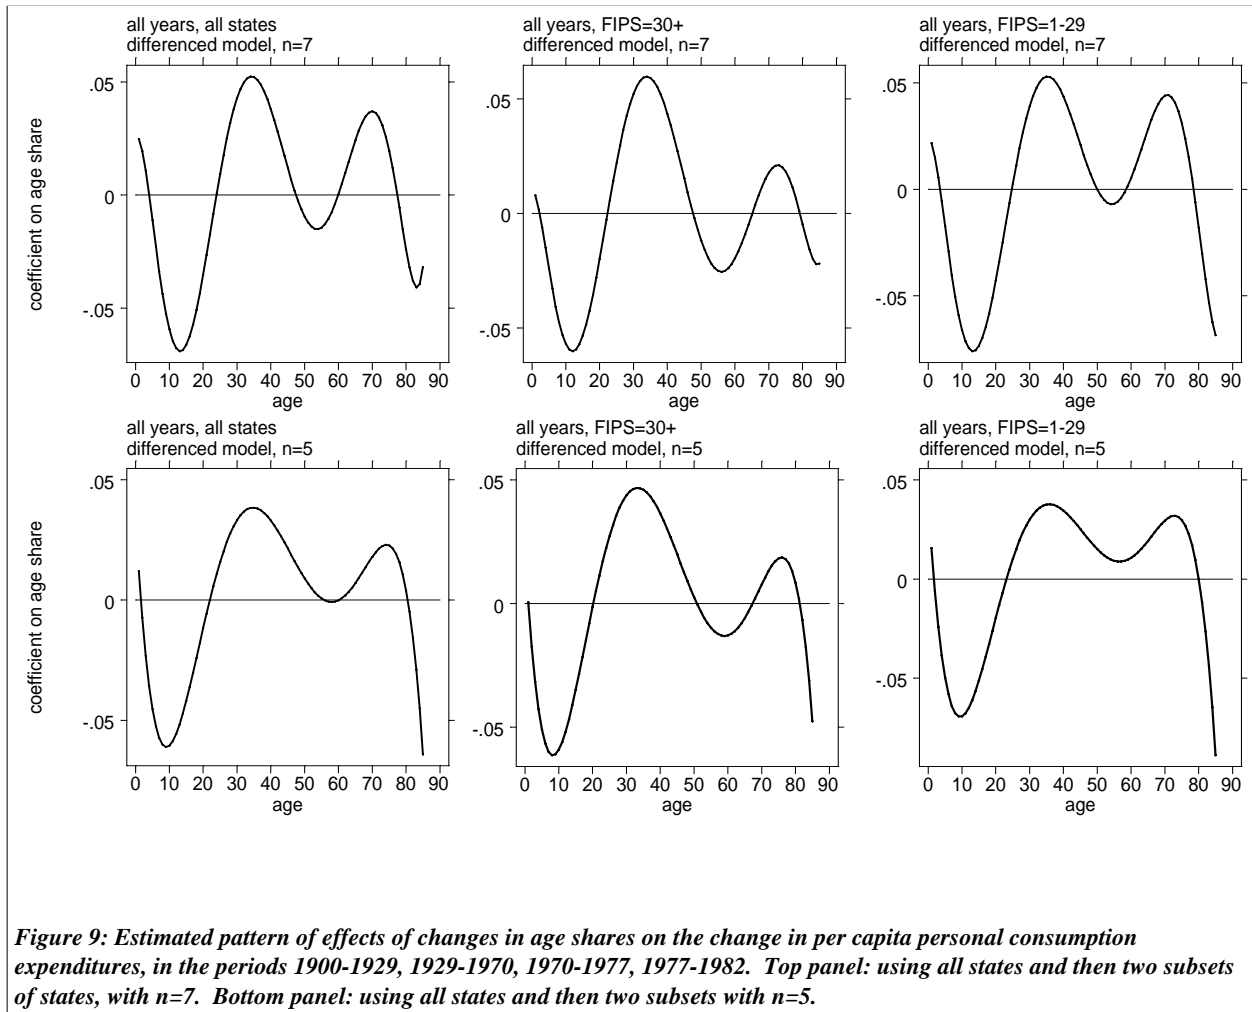 all years, all states
differenced model, n=7
all years, FIPS=30+
differenced model, n=7
all years, FIPS=1-29
differenced model, n=7
coefficient on age share
.05
0
-.05
0 10 20 30 40 50 60 70 80 90
age
.05
0
-.05
0 10 20 30 40 50 60 70 80 90
age
.05
0
-.05
0 10 20 30 40 50 60 70 80 90
age
all years, all states
differenced model, n=5
all years, FIPS=30+
differenced model, n=5
all years, FIPS=1-29
differenced model, n=5
coefficient on age share
.05
0
-.05
0 10 20 30 40 50 60 70 80 90
age
.05
0
-.05
0 10 20 30 40 50 60 70 80 90
age
.05
0
-.05
0 10 20 30 40 50 60 70 80 90
age
Figure 9: Estimated pattern of effects of changes in age shares on the change in per capita personal consumption
expenditures, in the periods 1900-1929, 1929-1970, 1970-1977, 1977-1982. Top panel: using all states and then two subsets
of states, with n=7. Bottom panel: using all states and then two subsets with n=5.